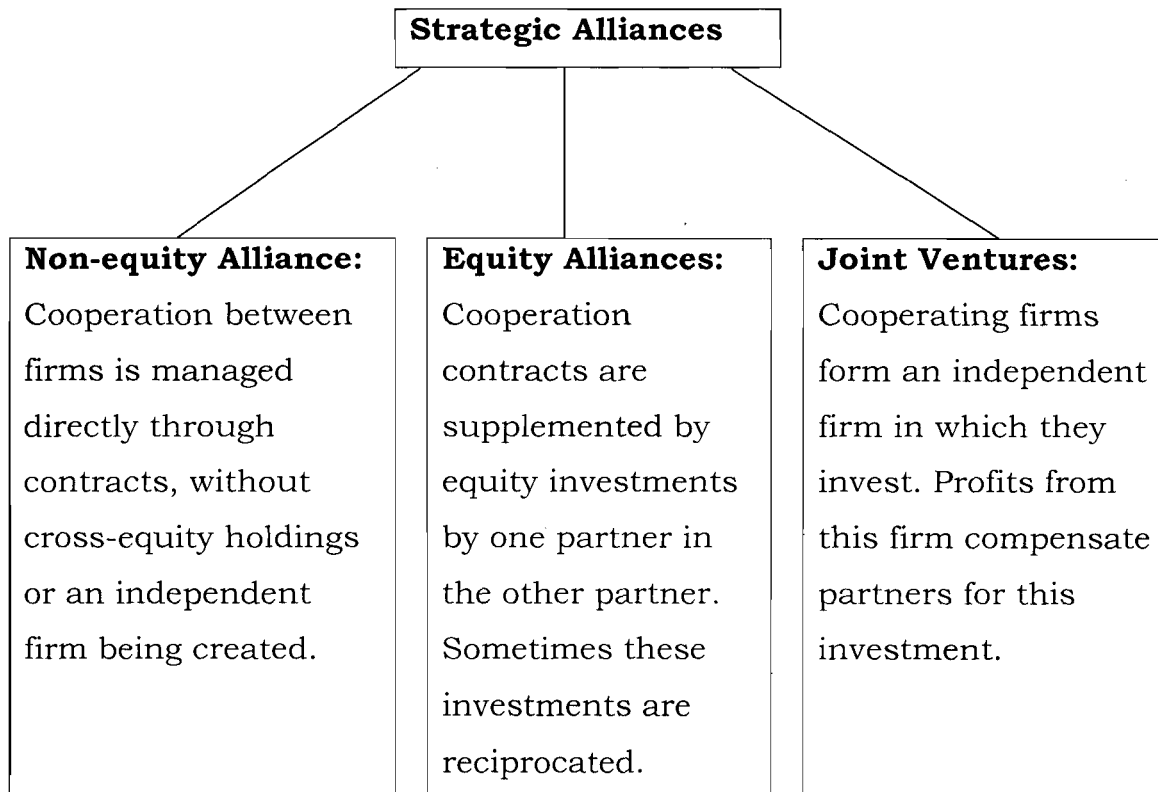 Strategic Alliances
Non-equity Alliance:
Cooperation between
firms is managed
directly through
contracts, without
cross-equity holdings
or an independent
firm being created.
Equity Alliances:
Cooperation
contracts are
supplemented by
equity investments
by one partner in
the other partner.
Sometimes these
investments are
reciprocated.
Joint Ventures:
Cooperating firms
form an independent
firm in which they
invest. Profits from
this firm compensate
partners for this
investment.